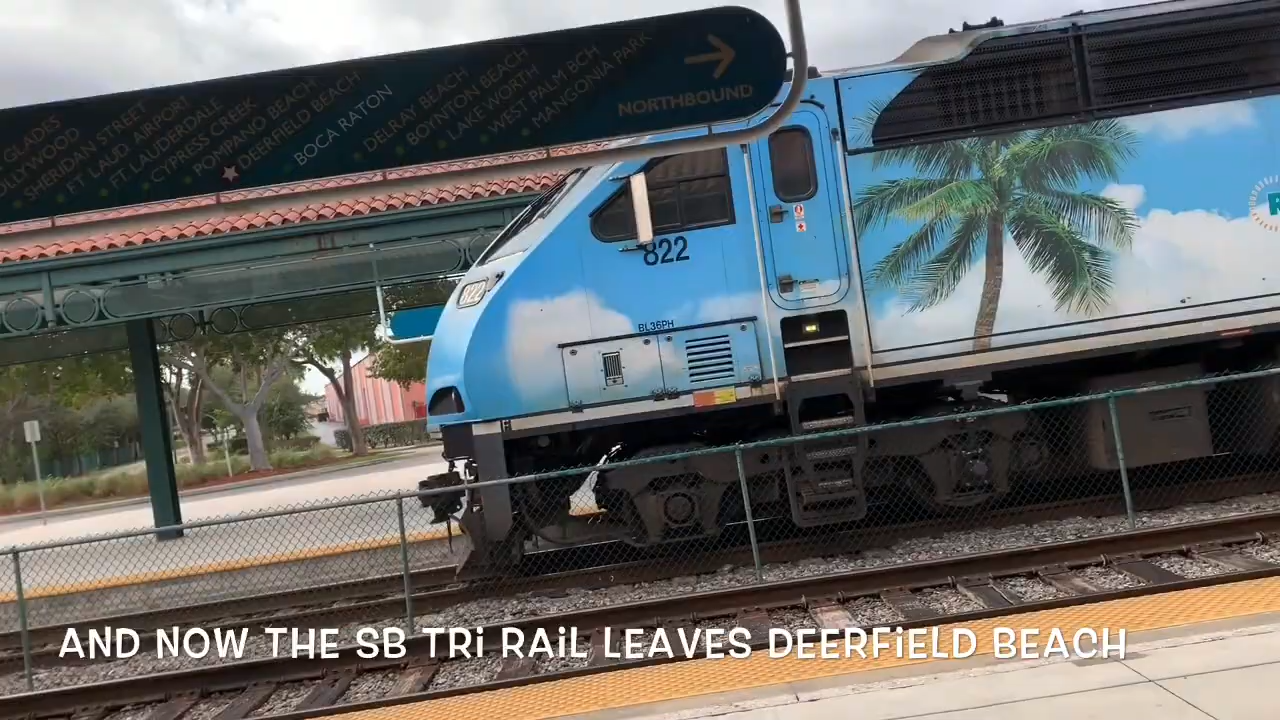 GLADES
HOLLYWOOD
SHERIDAN STREET
FT LAUD AIRPORT
FT LAUDERDALE
CYPRESS CREEK
POMPANO BEACH
DEERFIELD BEACH
BOCA RATON
DELRAY BEACH
BOYNTON BEACH
LAKE WORTH
WEST PALM BCH
MANGONIA PARK
NORTHBOUND
822
822
BL36PH
AND NOW THE SB TRi RAIL LEAVES DEERFiELD BEACH